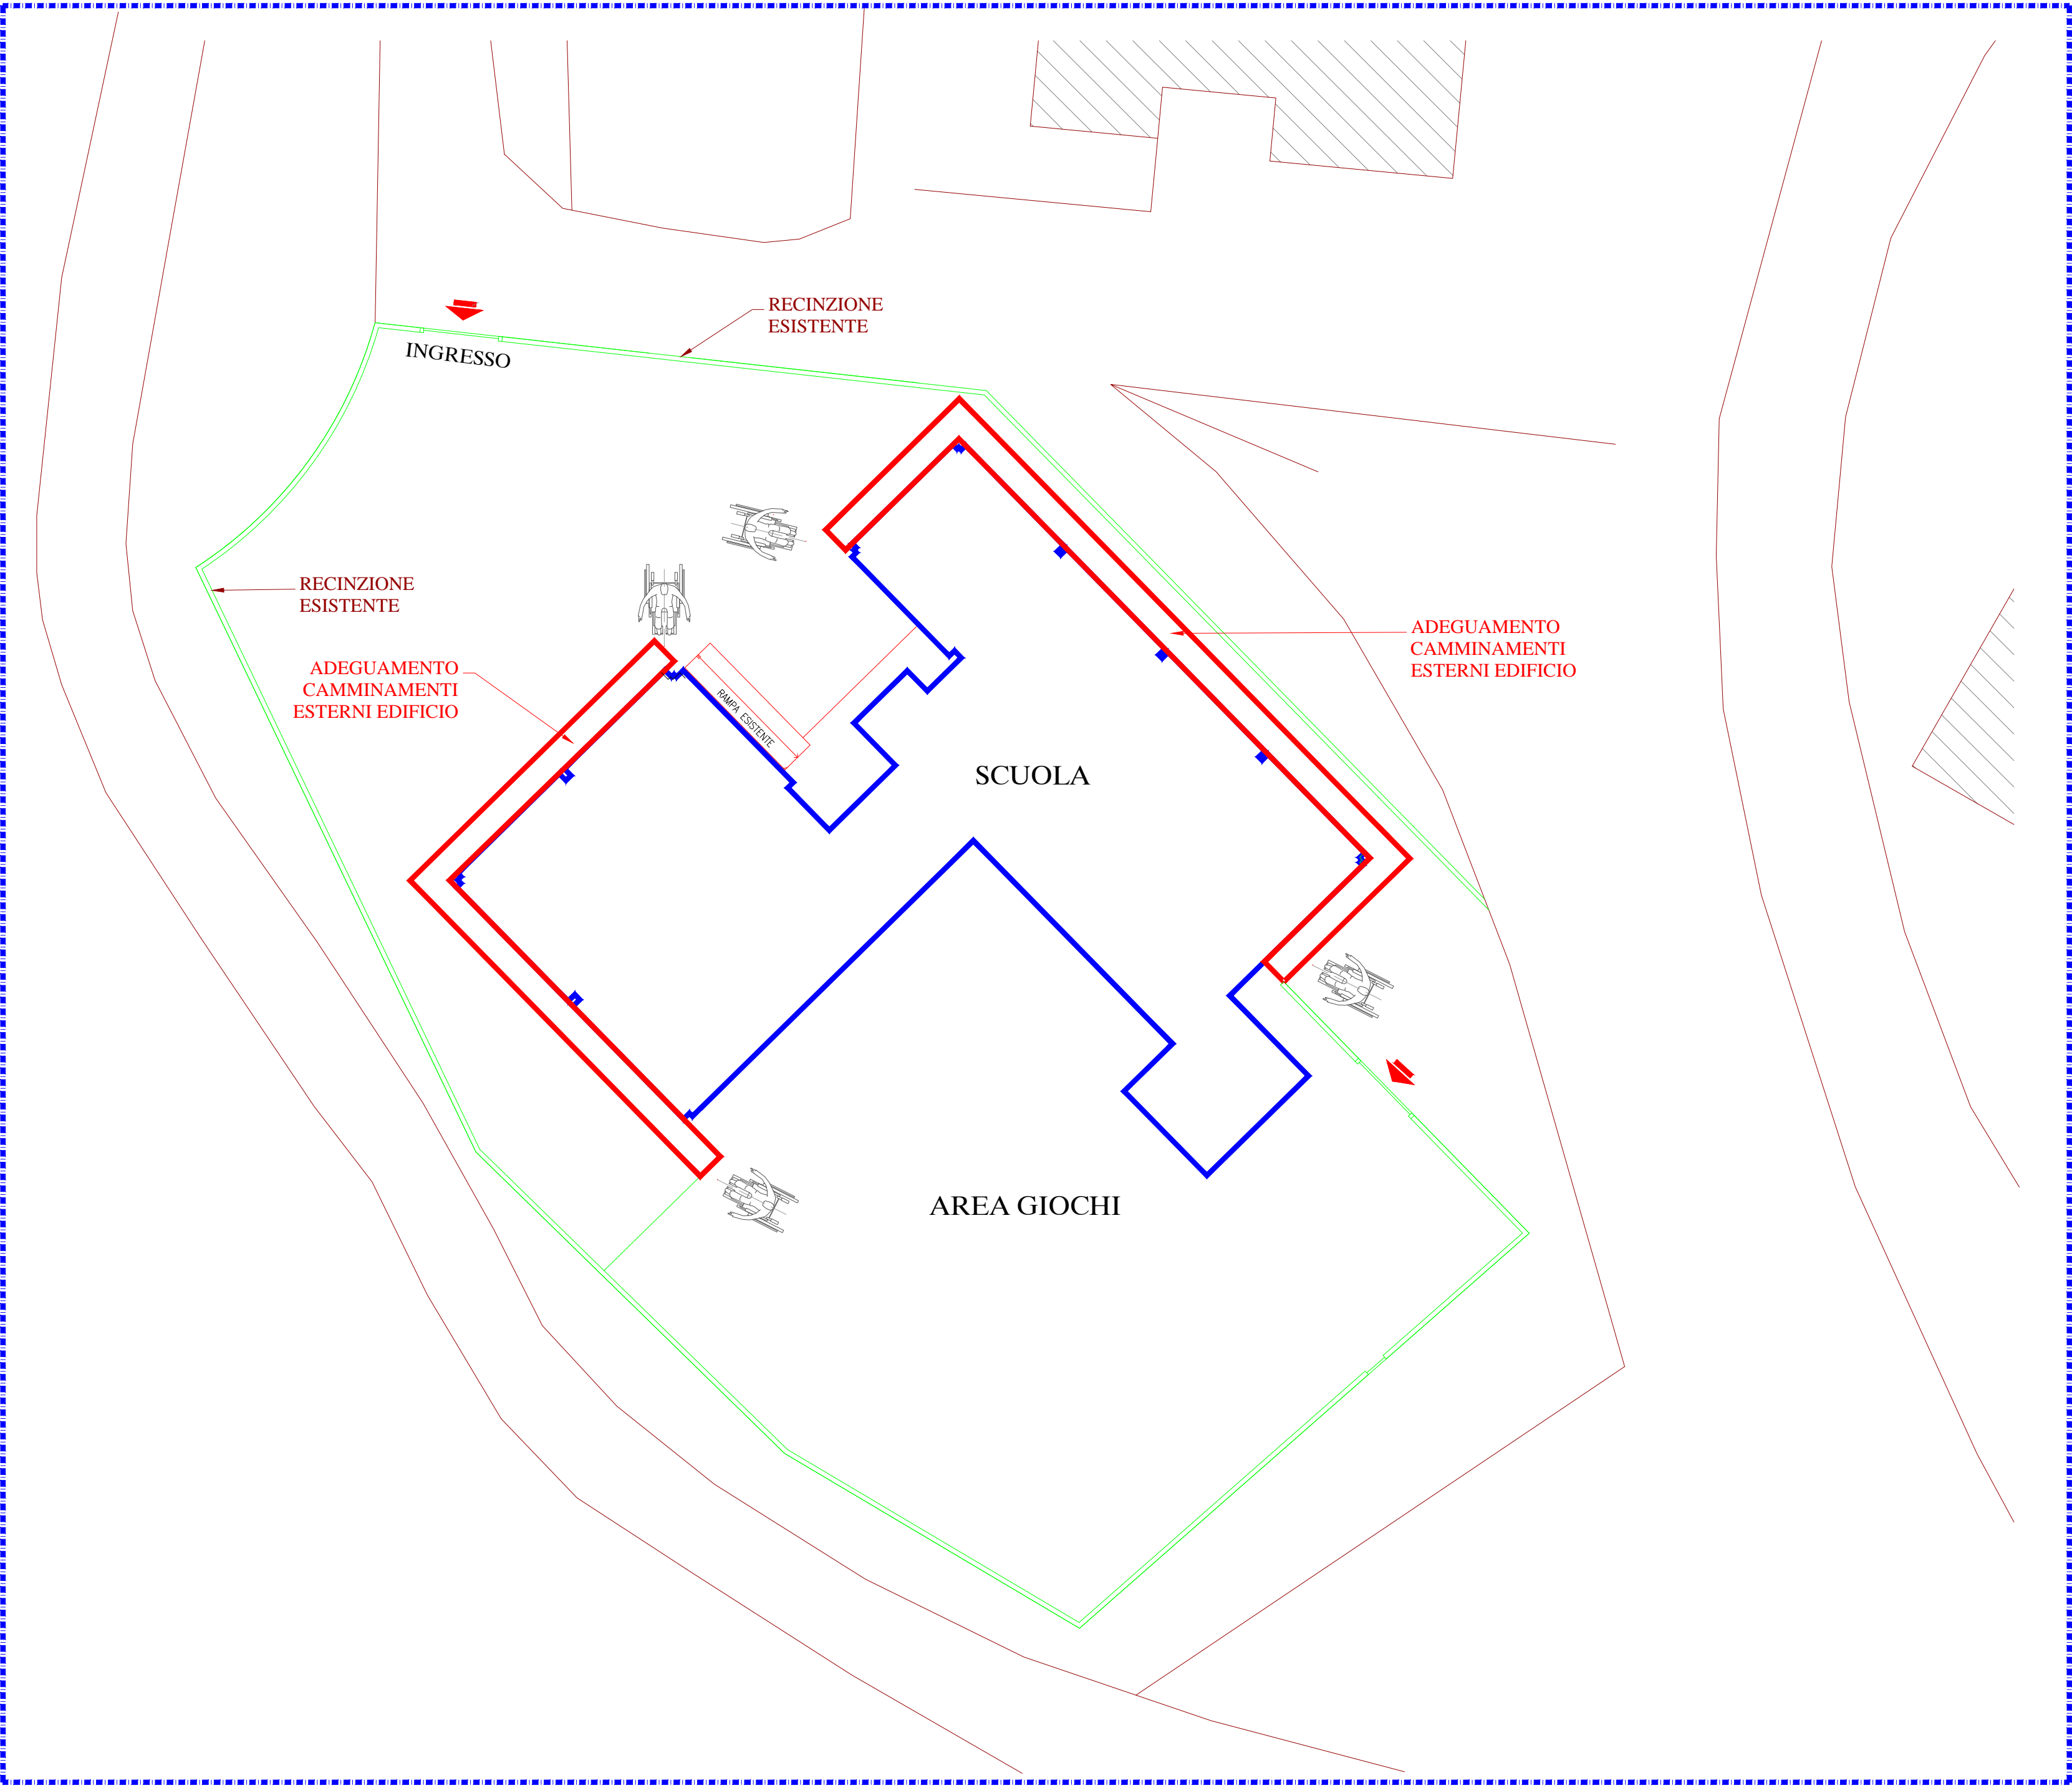 RECINZIONE
ESISTENTE
INGRESSO
RECINZIONE
ESISTENTE
ADEGUAMENTO
CAMMINAMENTI
ESTERNI EDIFICIO
ADEGUAMENTO
CAMMINAMENTI
ESTERNI EDIFICIO
RAMPA ESISTENTE
SCUOLA
AREA GIOCHI